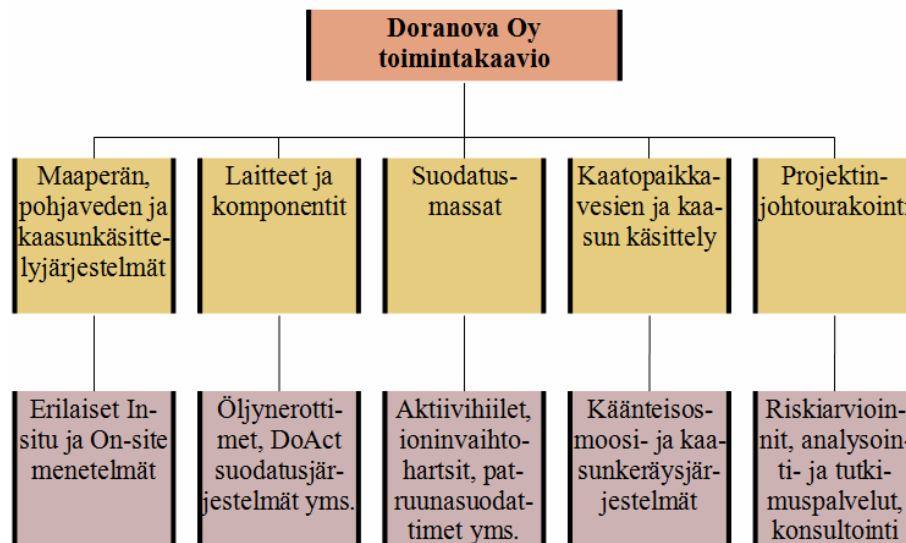 Doranova Oy
toimintakaavio
Maaperän,
pohjaveden ja
kaasunkäsitte-
lyjärjestelmät
Laitteet ja
komponentit
Suodatus-
massat
Kaatopaikka-
vesien ja kaa-
sun käsittely
Projektin-
johtourakointi
Erilaiset In-
situ ja On-site
menetelmät
Öljynerotti-
met, DoAct
suodatusjär-
jestelmät yms.
Aktiivihiilet,
ioninvaihto-
hartsit, pat-
ruunasuodat-
timet yms.
Käänteisos-
moosi- ja kaa-
sunkeräysjär-
jestelmät
Riskiarvioin-
nit, analysoin-
ti- ja tutki-
muspalvelut,
konsultointi